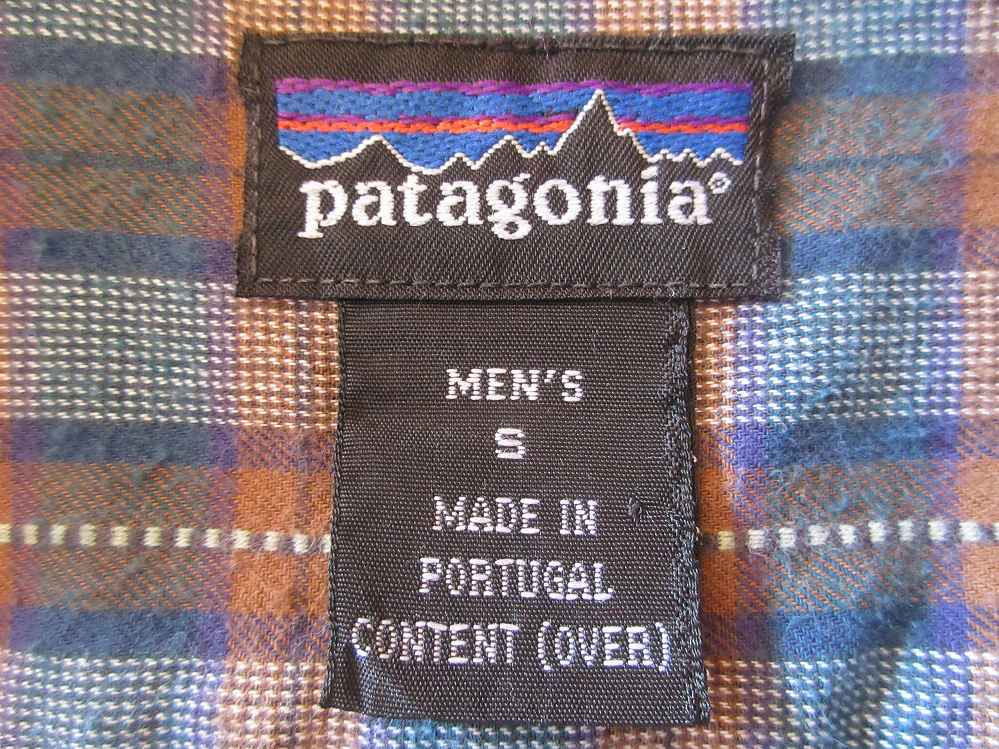 patagonia®
MEN'S
S
MADE IN
PORTUGAL
CONTENT (OVER)